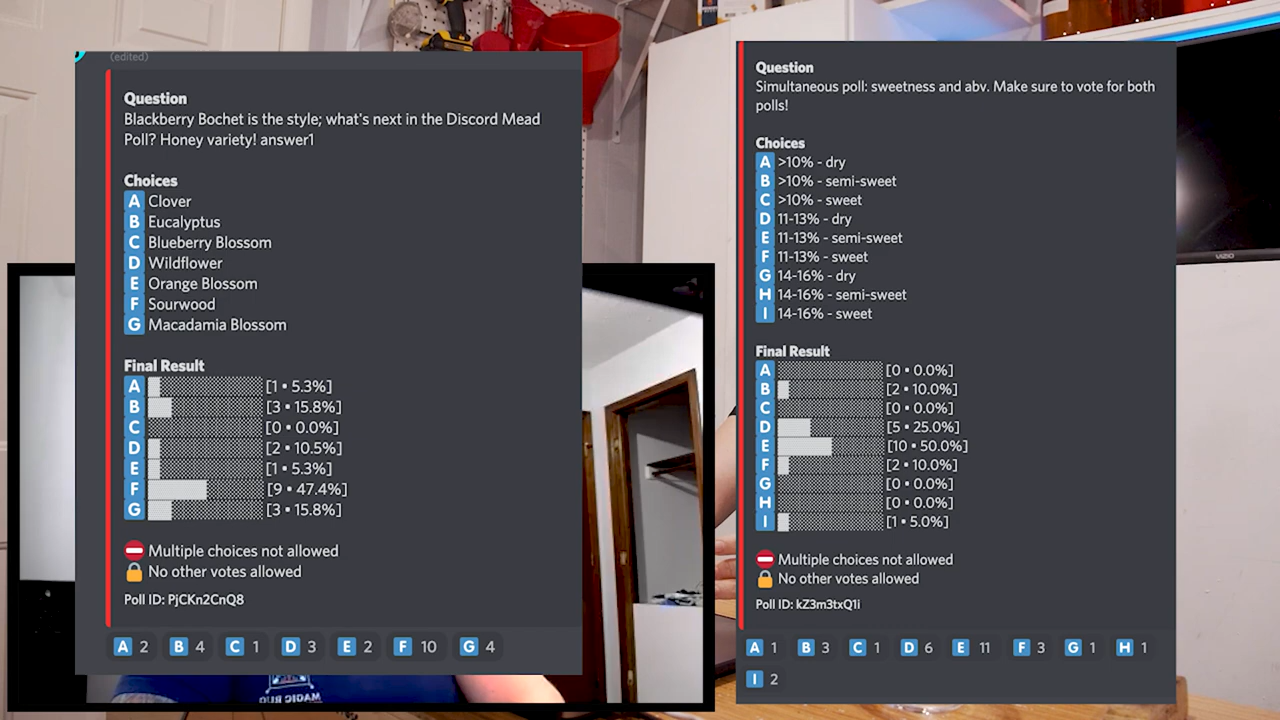 (edited)
Question
Blackberry Bochet is the style; what's next in the Discord Mead
Poll? Honey variety! answer1
Choices
A Clover
B Eucalyptus
C Blueberry Blossom
D Wildflower
E Orange Blossom
F Sourwood
G Macadamia Blossom
Final Result
A [1 ▪ 5.3%]
B [3 ▪ 15.8%]
C [0 ▪ 0.0%]
D [2 ▪ 10.5%]
E [1 ▪ 5.3%]
F [9 ▪ 47.4%]
G [3 ▪ 15.8%]
Multiple choices not allowed
No other votes allowed
Poll ID: PjCKn2CnQ8
A 2 B 4 C 1 D 3 E 2 F 10 G 4
Question
Simultaneous poll: sweetness and abv. Make sure to vote for both
polls!
Choices
A >10% - dry
B >10% - semi-sweet
C >10% - sweet
D 11-13% - dry
E 11-13% - semi-sweet
F 11-13% - sweet
G 14-16% - dry
H 14-16% - semi-sweet
I 14-16% - sweet
Final Result
A [0 ▪ 0.0%]
B [2 ▪ 10.0%]
C [0 ▪ 0.0%]
D [5 ▪ 25.0%]
E [10 ▪ 50.0%]
F [2 ▪ 10.0%]
G [0 ▪ 0.0%]
H [0 ▪ 0.0%]
I [1 ▪ 5.0%]
Multiple choices not allowed
No other votes allowed
Poll ID: kZ3m3txQ1i
A 1 B 3 C 1 D 6 E 11 F 3 G 1 H 1
I 2
VIZIO